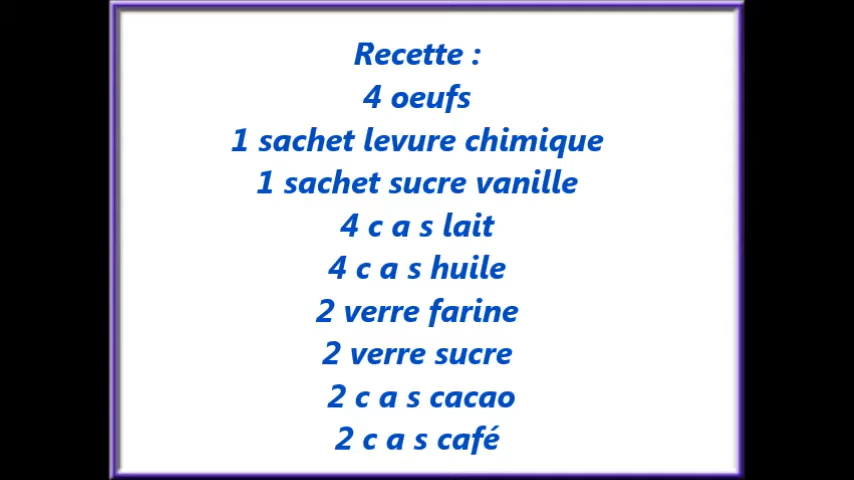 Recette :
4 oeufs
1 sachet levure chimique
1 sachet sucre vanille
4 c a s lait
4 c a s huile
2 verre farine
2 verre sucre
2 c a s cacao
2 c a s café